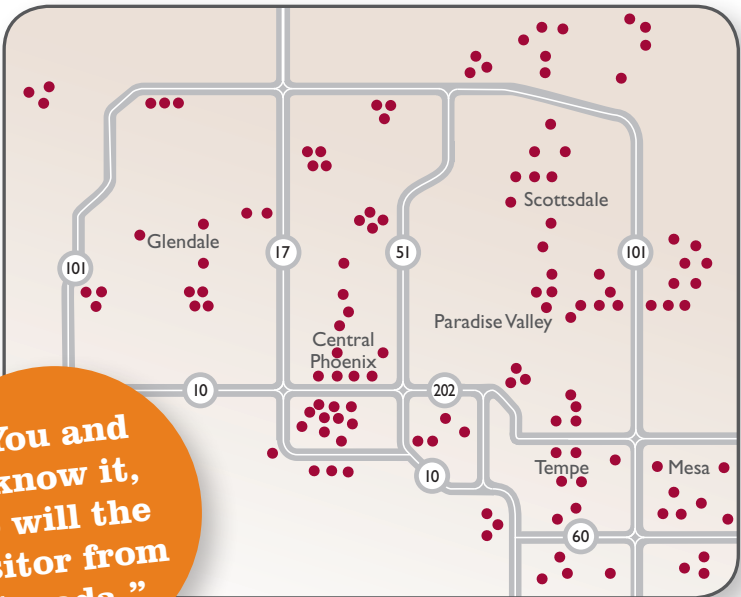 Scottsdale
Glendale
17
51
101
101
Paradise Valley
Central
Phoenix
10
202
You and
know it,
will the
from
10
Tempe
Mesa
60